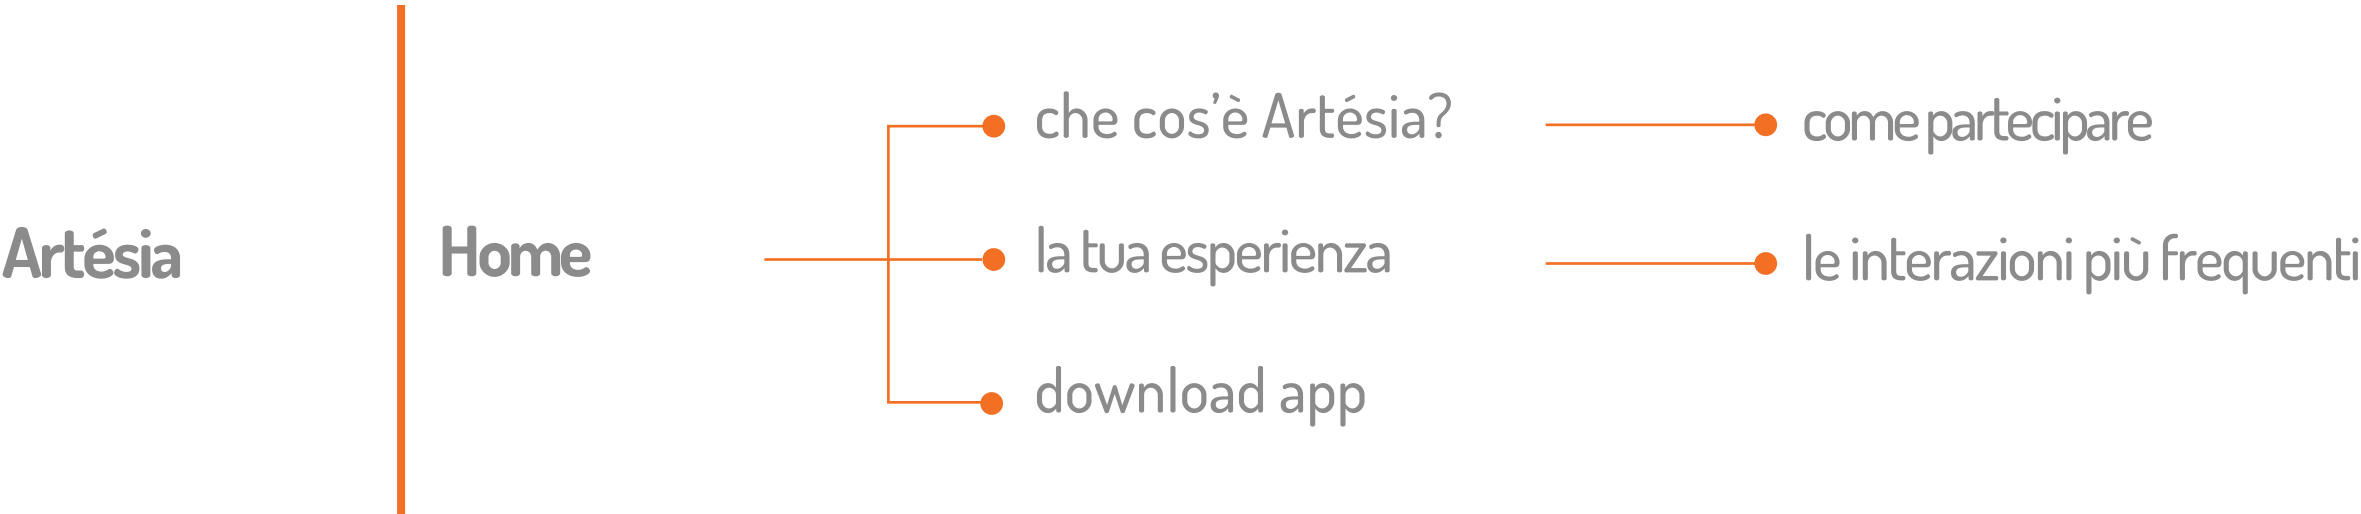 Artésia
Home
che cos’è Artésia?
come partecipare
la tua esperienza
le interazioni più frequenti
download app